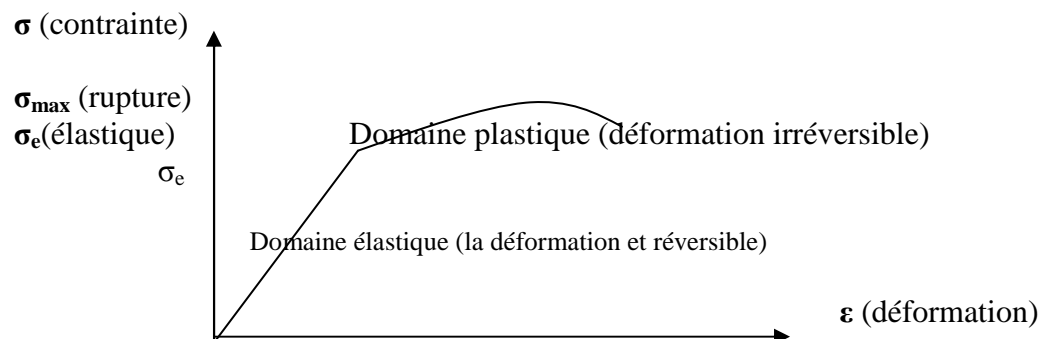 σ (contrainte)
σmax (rupture)
σe(élastique) Domaine plastique (déformation irréversible)
σe
Domaine élastique (la déformation et réversible)
ε (déformation)